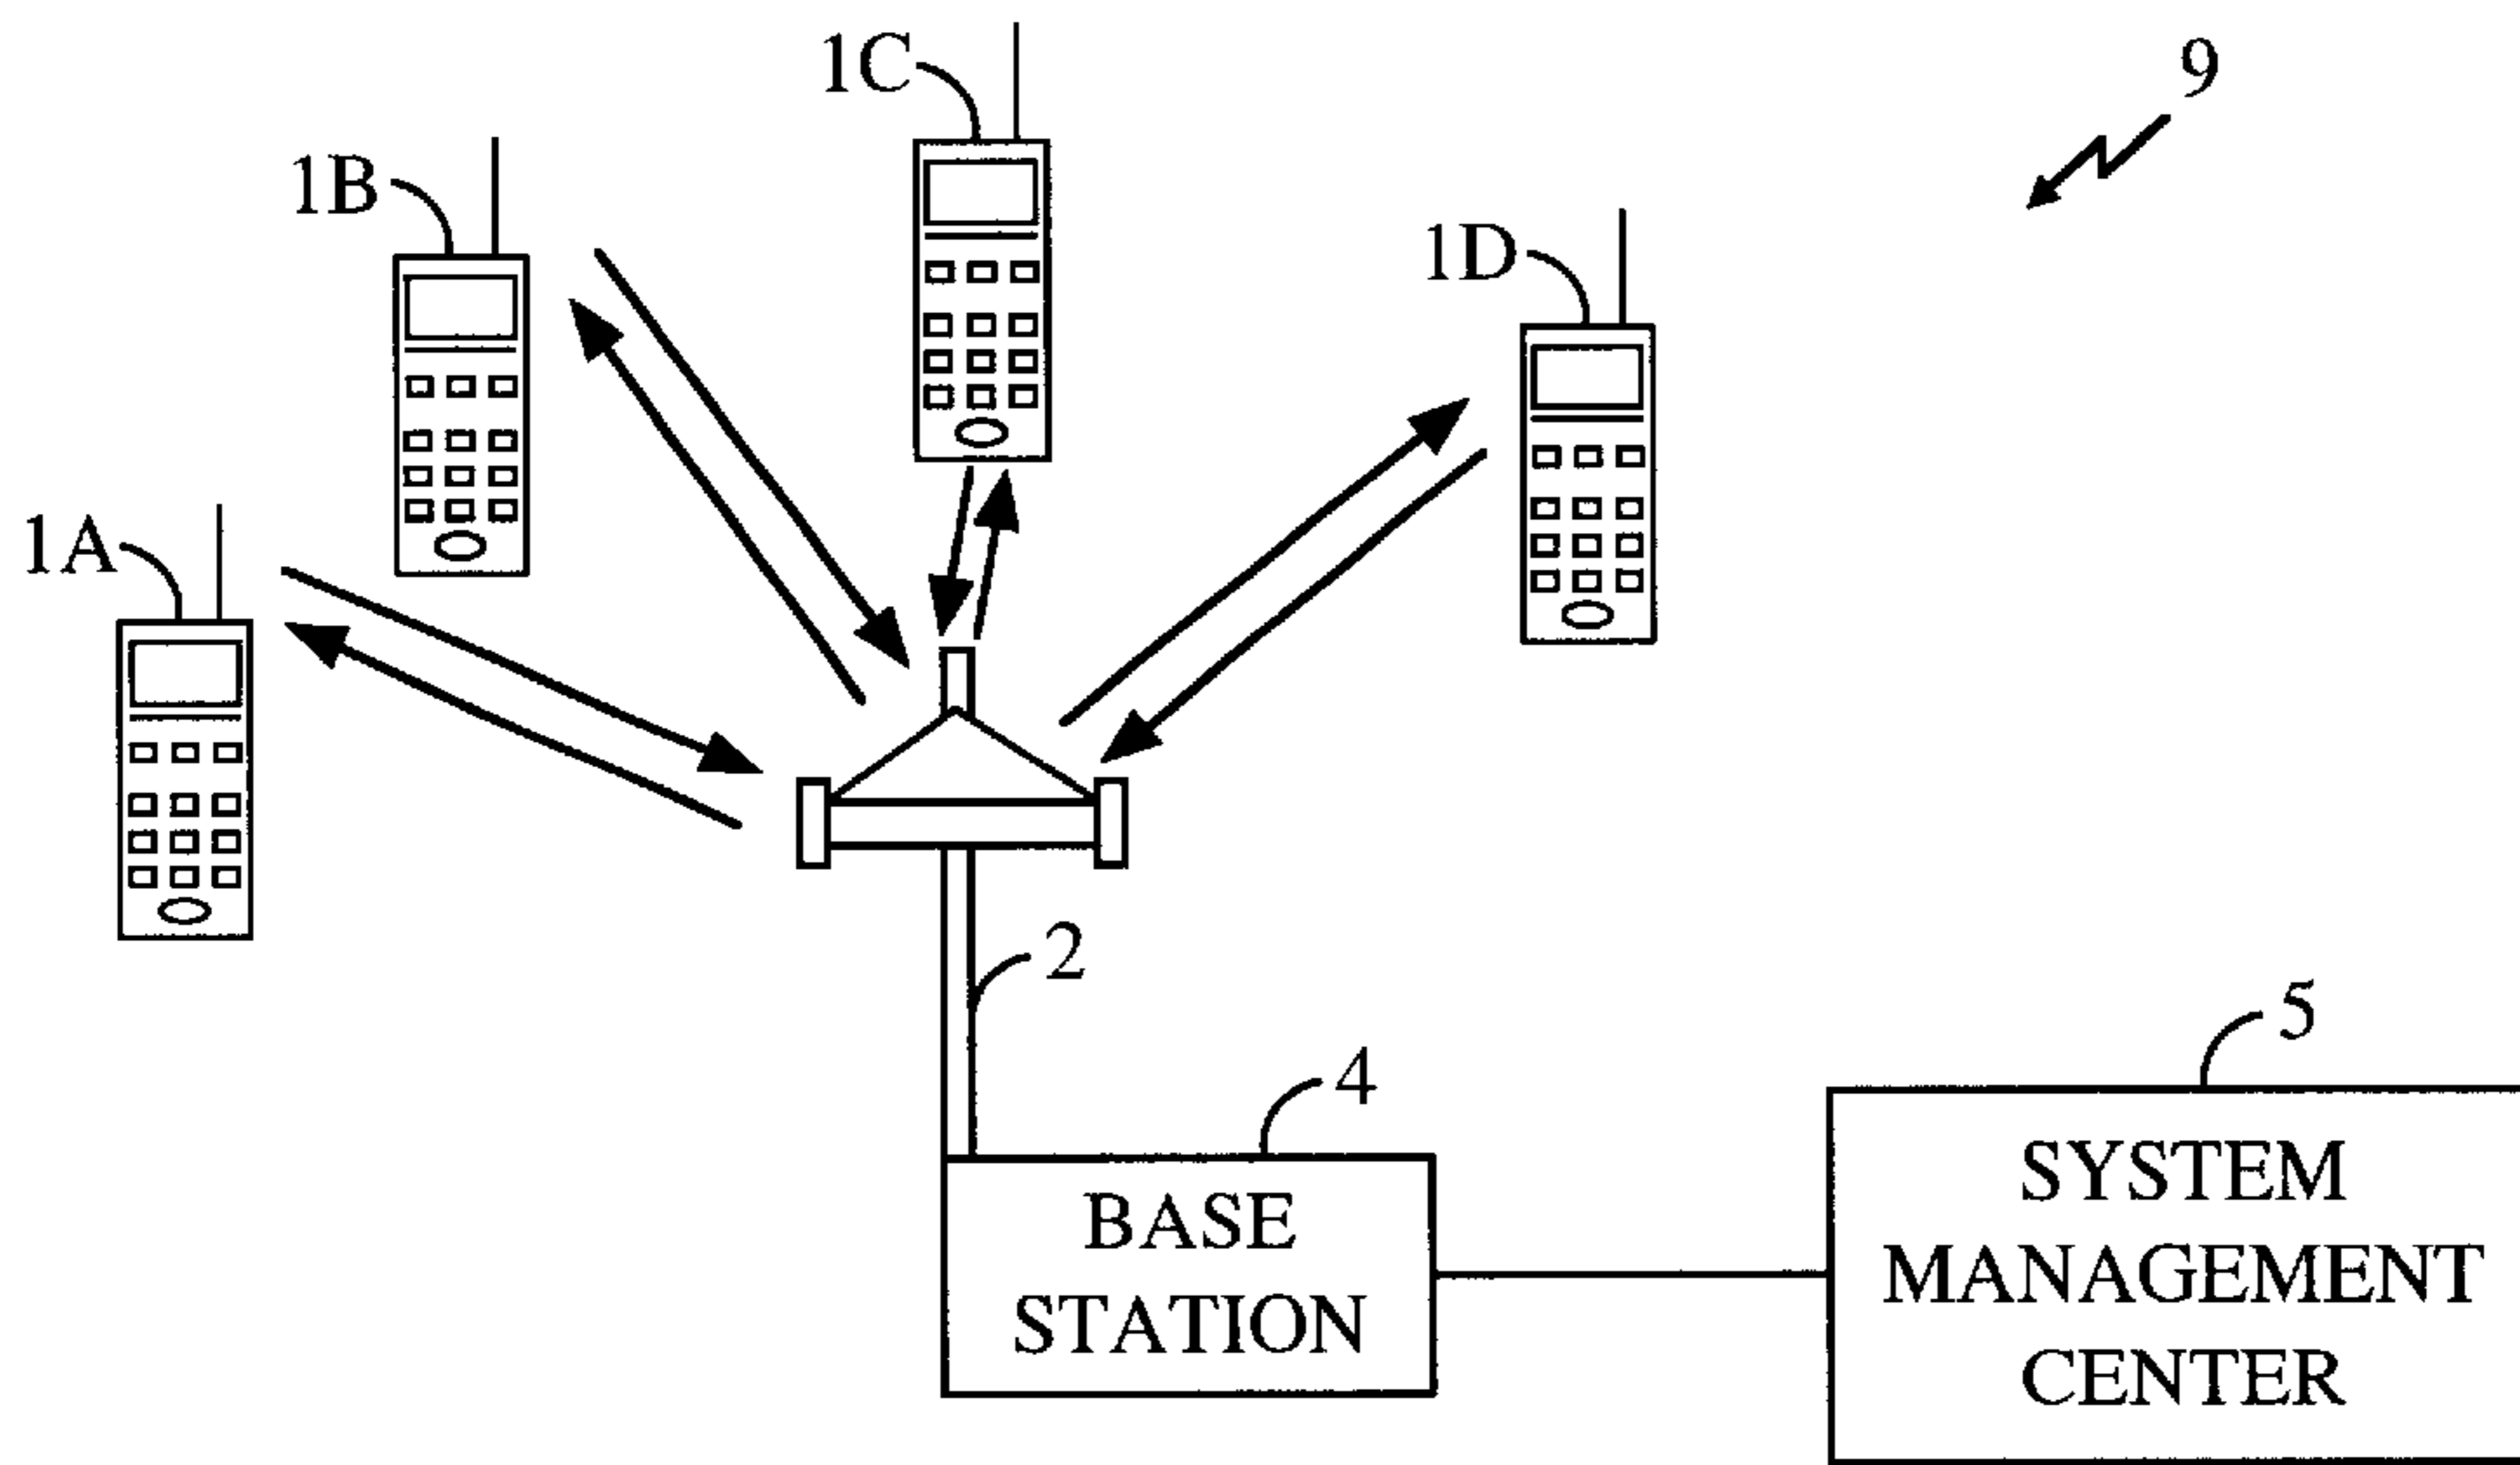 1C
9
1B
1D
1A
2
5
4
SYSTEM
MANAGEMENT
CENTER
BASE
STATION